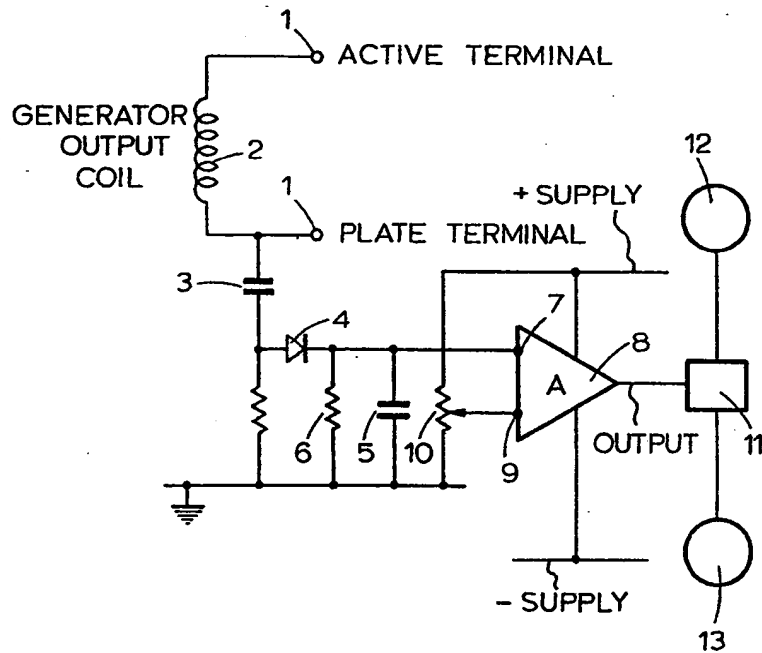 1
ACTIVE TERMINAL
GENERATOR
OUTPUT
COIL
2
1
PLATE TERMINAL
12
+ SUPPLY
3
4
7
8
A
6
5
10
9
OUTPUT
11
- SUPPLY
13